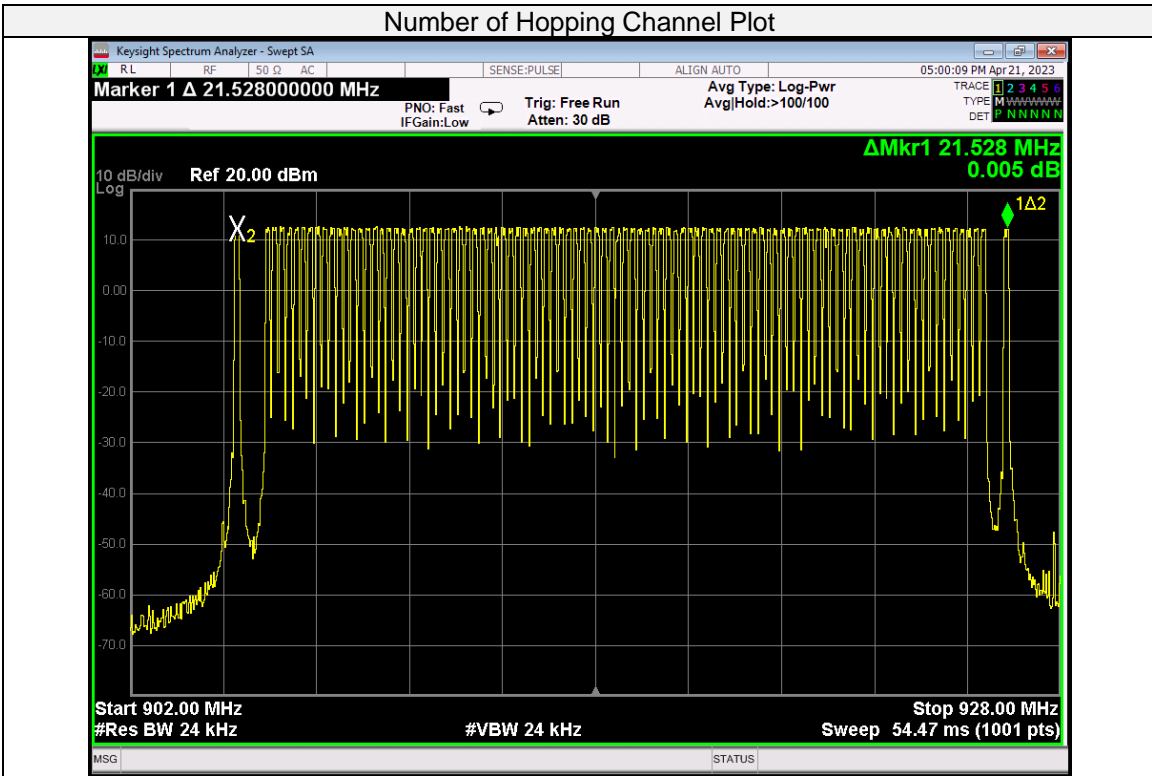 Number of Hopping Channel Plot
Keysight Spectrum Analyzer - Swept SA
LXI RL RF 50 Ω AC SENSE:PULSE ALIGN AUTO 05:00:09 PM Apr 21, 2023
Marker 1 Δ 21.528000000 MHz Avg Type: Log-Pwr TRACE 1 2 3 4 5 6
PNO: Fast Trig: Free Run Avg|Hold:>100/100 TYPE M WWWWW
IFGain:Low Atten: 30 dB DET P N N N N N
ΔMkr1 21.528 MHz
10 dB/div Ref 20.00 dBm 0.005 dB
Log
1Δ2
X2
10.0
0.00
-10.0
-20.0
-30.0
-40.0
-50.0
-60.0
-70.0
Start 902.00 MHz Stop 928.00 MHz
#Res BW 24 kHz #VBW 24 kHz Sweep 54.47 ms (1001 pts)
MSG STATUS